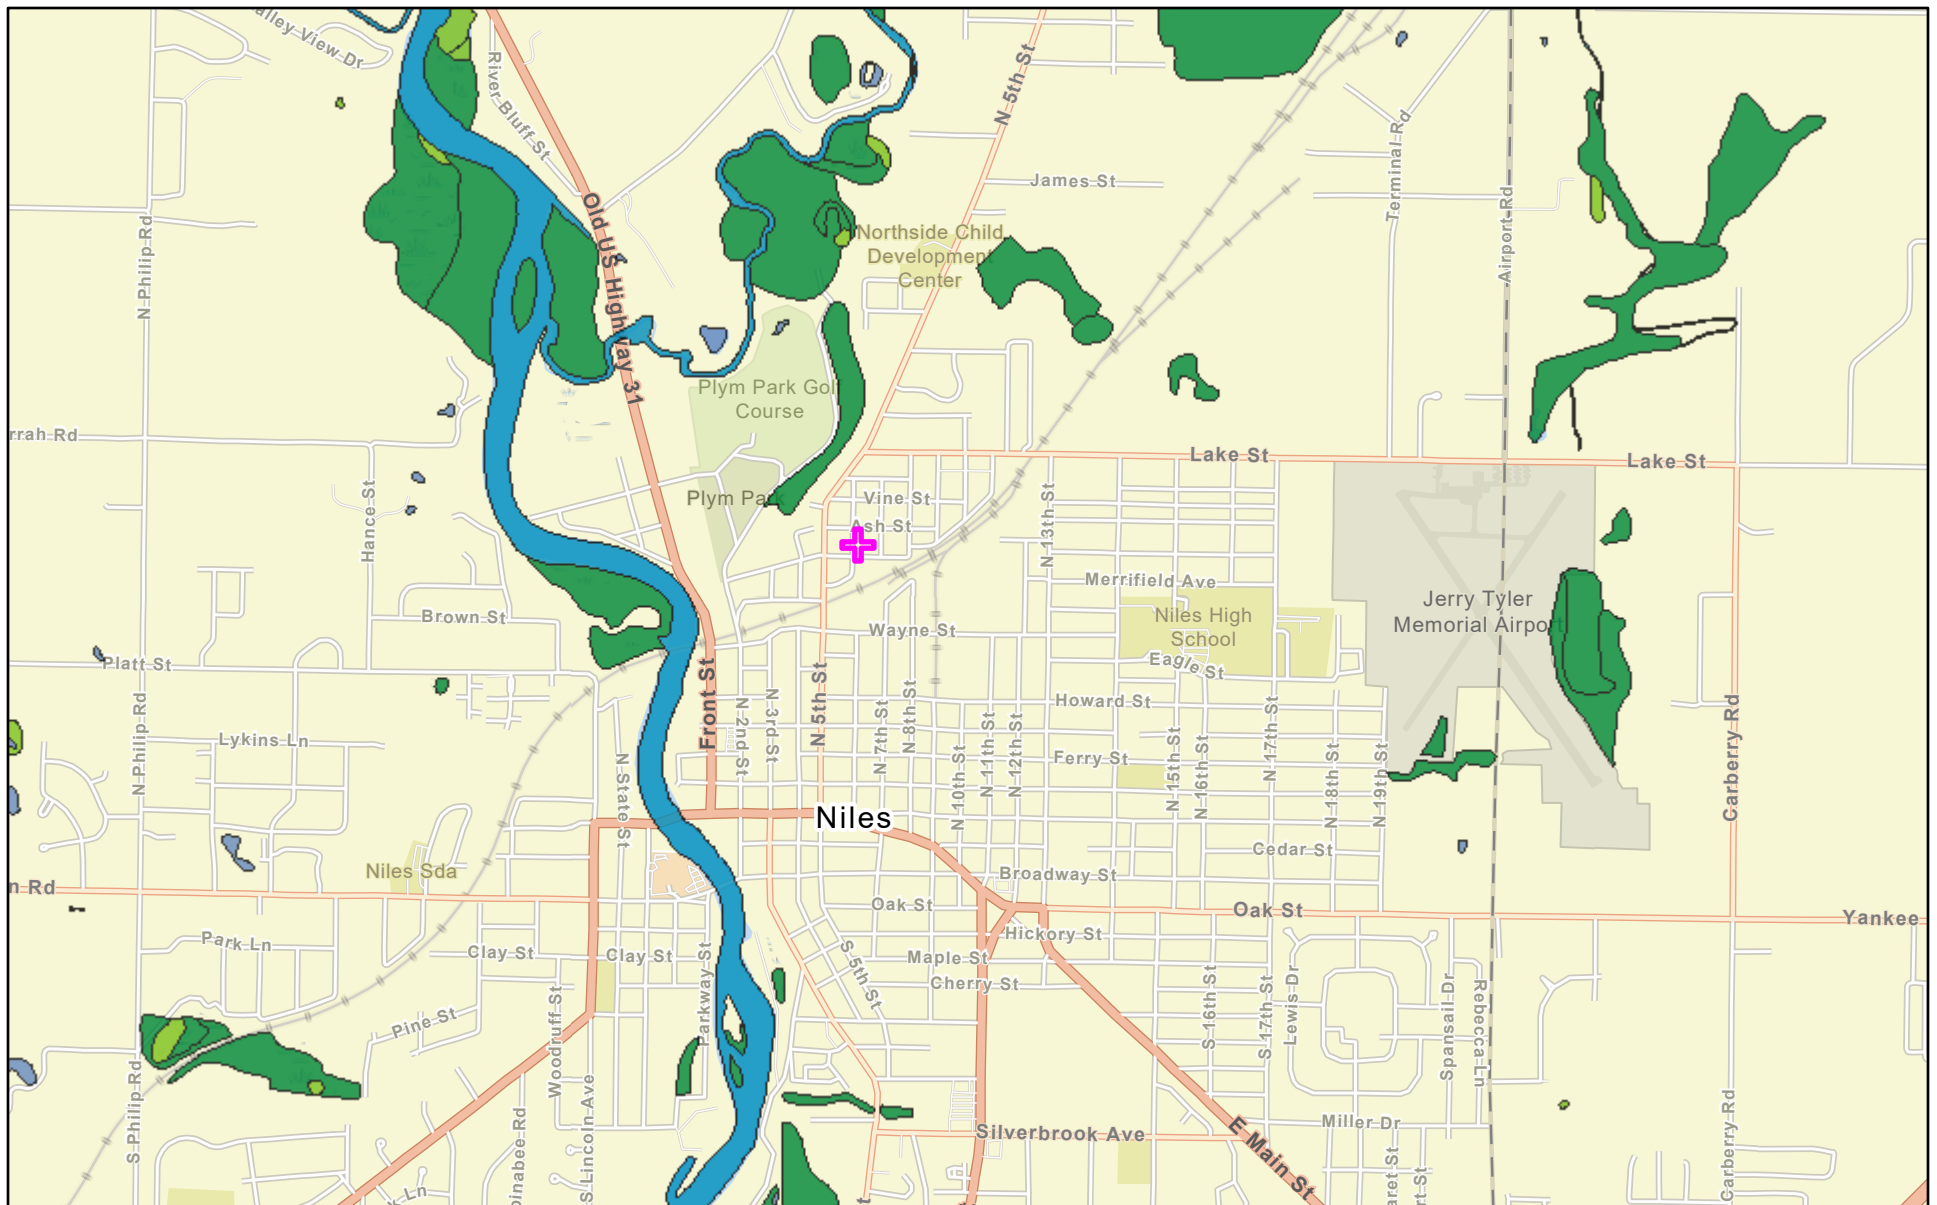 alley View Dr
River Bluff St
N 5th St
Terminal Rd
James St
Airport Rd
N Philip Rd
Old US Highway 31
Northside Child
Development
Center
Plym Park Golf
Course
rrah Rd
Lake St
Lake St
Plym Park
Vine St
Ash St
Hance St
N 13th St
Merrifield Ave
Jerry Tyler
Memorial Airport
Niles High
School
Brown St
Wayne St
Platt St
Eagle St
Front St
N 5th St
Howard St
N Philip Rd
N 2nd St
N 3rd St
N 7th St
N 8th St
N 11th St
N 12th St
N 17th St
Carberry Rd
Lykins Ln
N State St
N 10th St
Ferry St
N 15th St
N 16th St
N 18th St
N 19th St
Niles
Cedar St
Niles Sda
Broadway St
n Rd
Oak St
Oak St
Yankee
Park Ln
Clay St
Clay St
Parkway St
S 5th St
Hickory St
Maple St
Cherry St
Pine St
Woodruff St
S 16th St
S 17th St
Lewis Dr
Spansail Dr
Rebecca Ln
S Philip Rd
S Lincoln Ave
oinabee Rd
Silverbrook Ave
E Main St
Miller Dr
Carberry Rd
Ln
aret St
rt St
t